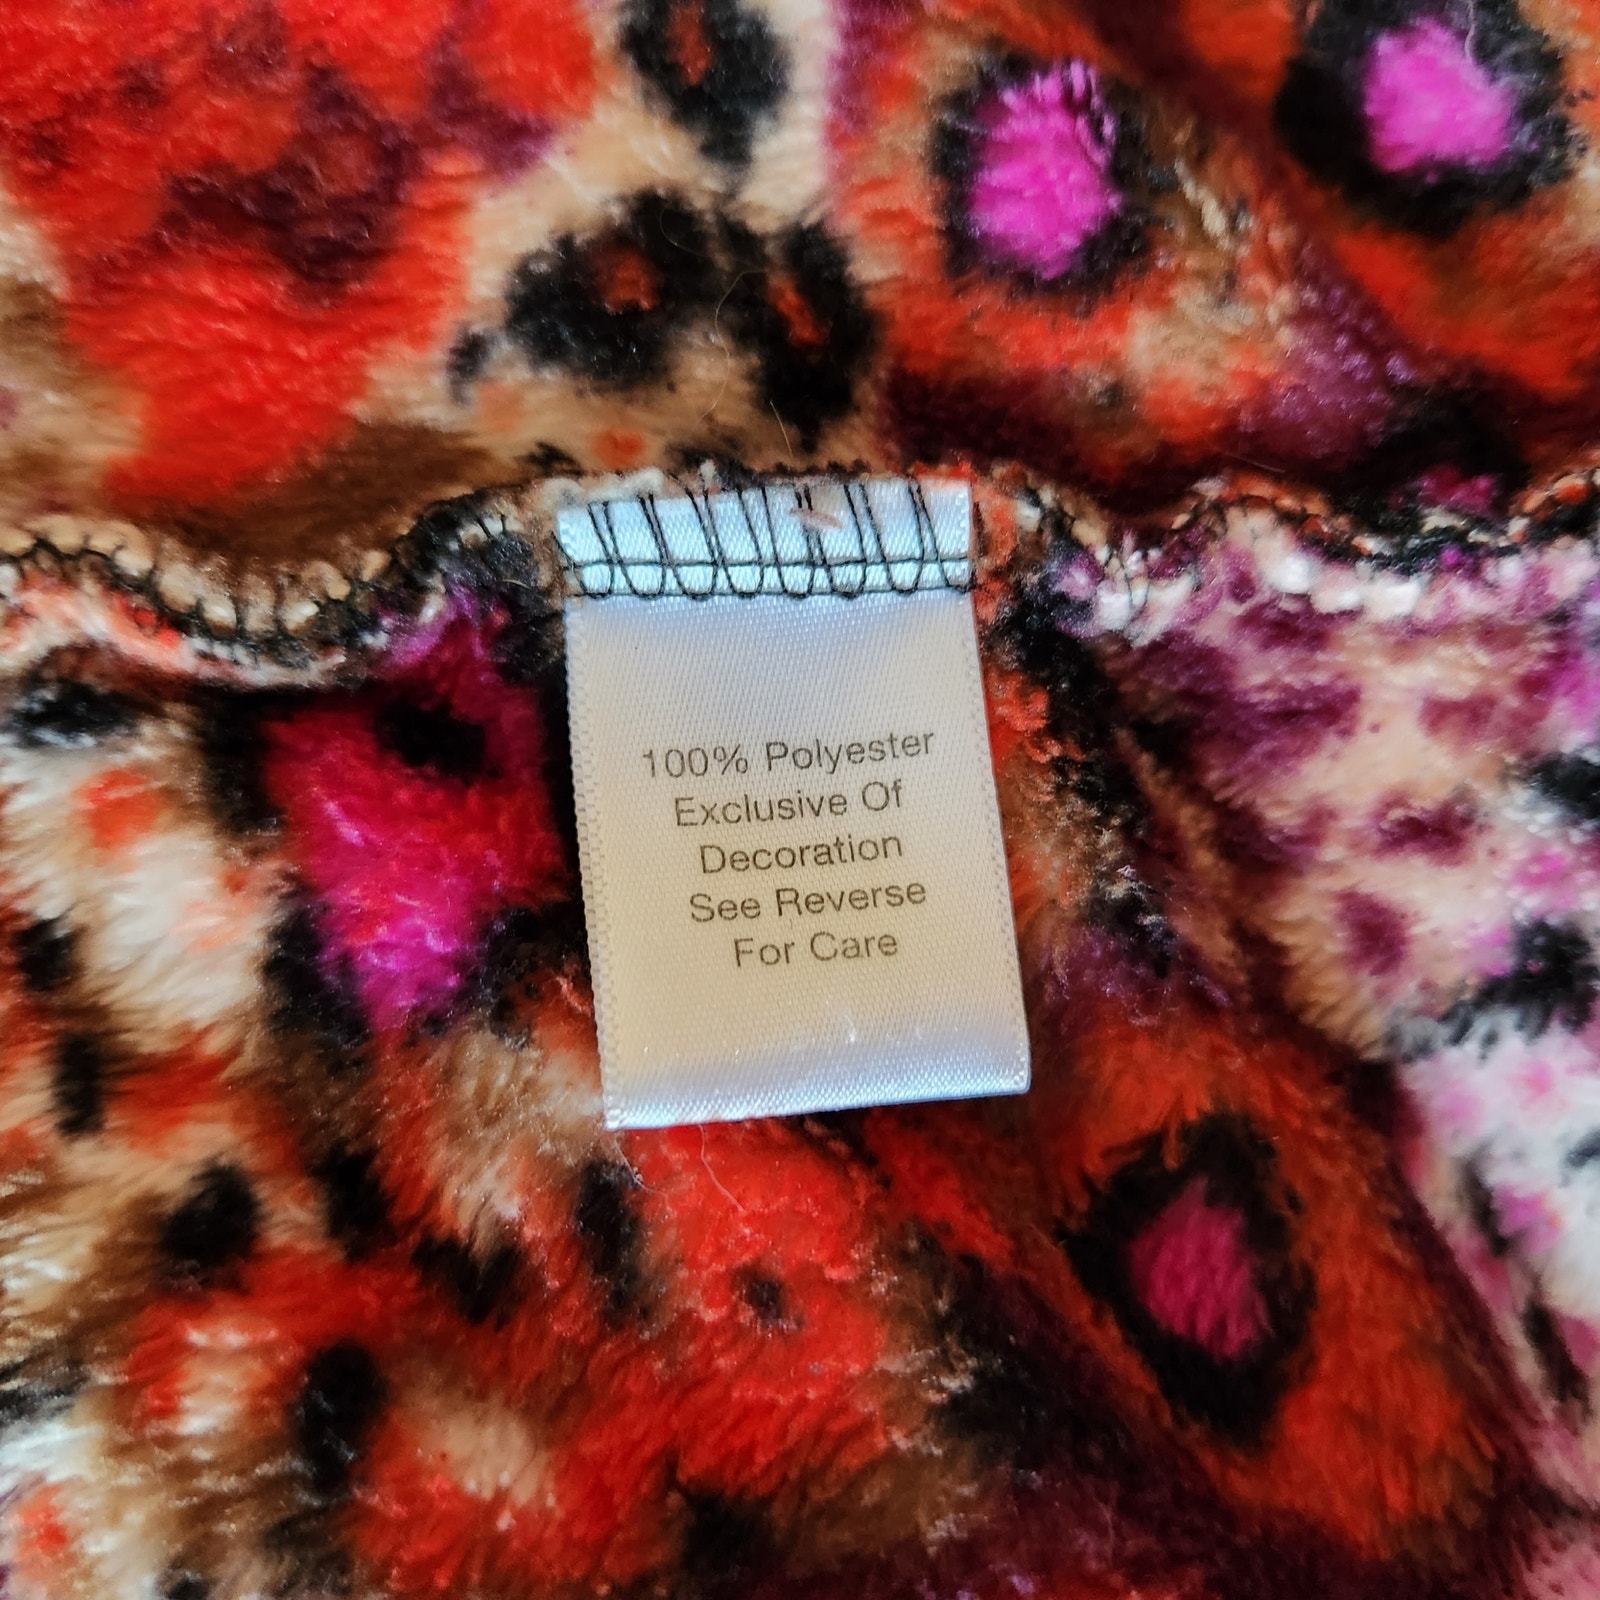 100% Polyester
Exclusive Of
Decoration
See Reverse
For Care